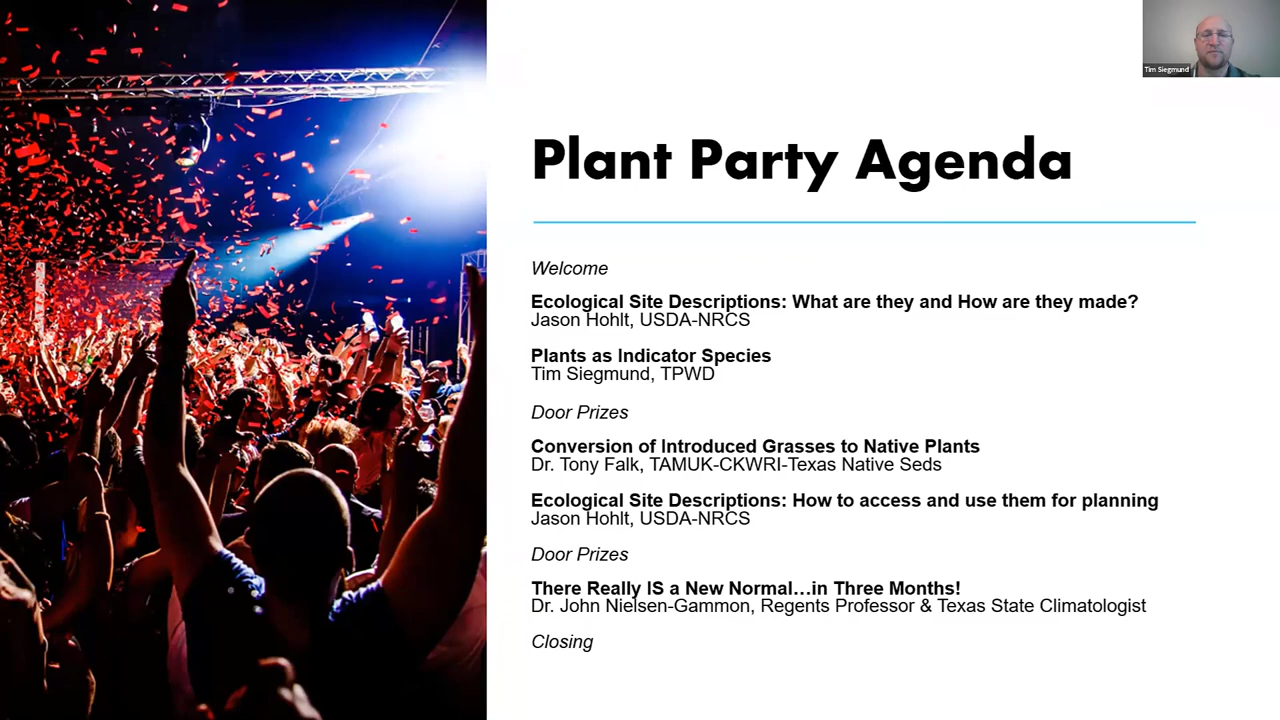 Tim Siegmund
Plant Party Agenda
Welcome
Ecological Site Descriptions: What are they and How are they made?
Jason Hohlt, USDA-NRCS
Plants as Indicator Species
Tim Siegmund, TPWD
Door Prizes
Conversion of Introduced Grasses to Native Plants
Dr. Tony Falk, TAMUK-CKWRI-Texas Native Seds
Ecological Site Descriptions: How to access and use them for planning
Jason Hohlt, USDA-NRCS
Door Prizes
There Really IS a New Normal…in Three Months!
Dr. John Nielsen-Gammon, Regents Professor & Texas State Climatologist
Closing